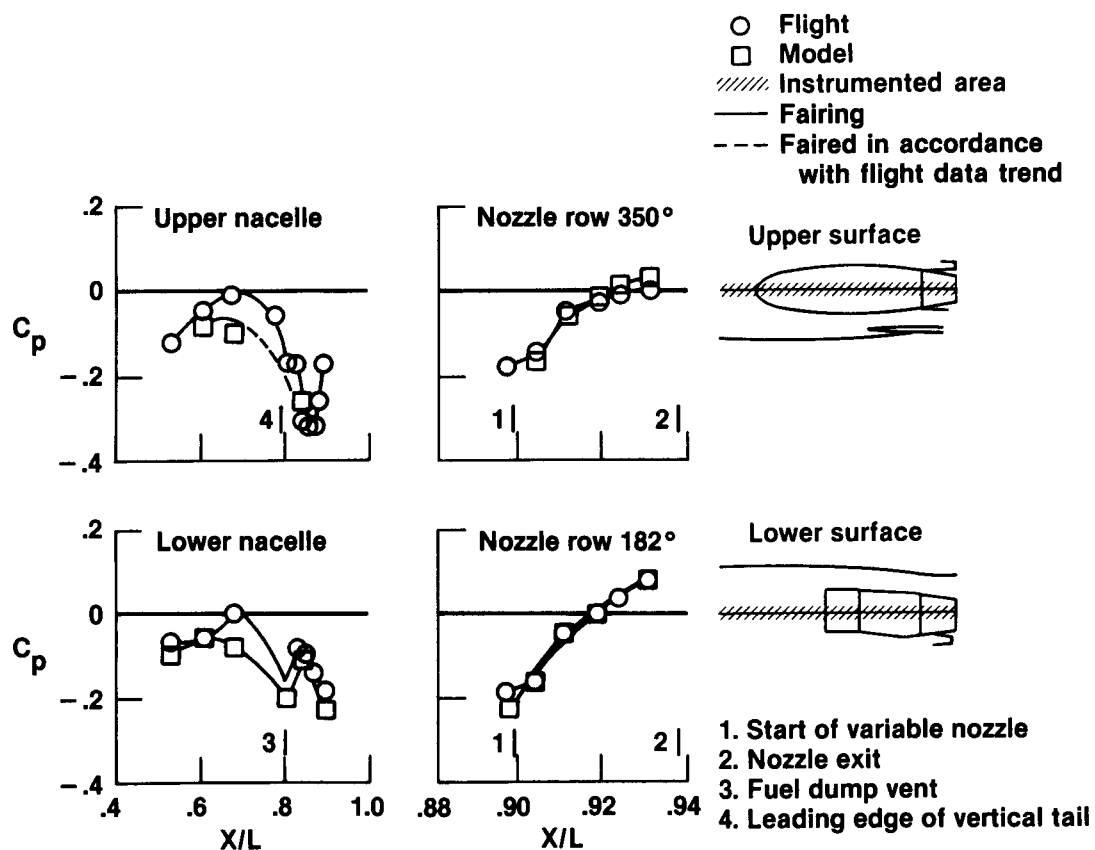 Flight
Model
Instrumented area
Fairing
Faired in accordance
with flight data trend
.2
0
-.2
-.4
Cp
Upper nacelle
4
Nozzle row 350°
1
2
Upper surface
.2
0
-.2
-.4
Cp
Lower nacelle
3
.4
.6
.8
1.0
X/L
Nozzle row 182°
1
2
.88
.90
.92
.94
X/L
Lower surface
1. Start of variable nozzle
2. Nozzle exit
3. Fuel dump vent
4. Leading edge of vertical tail